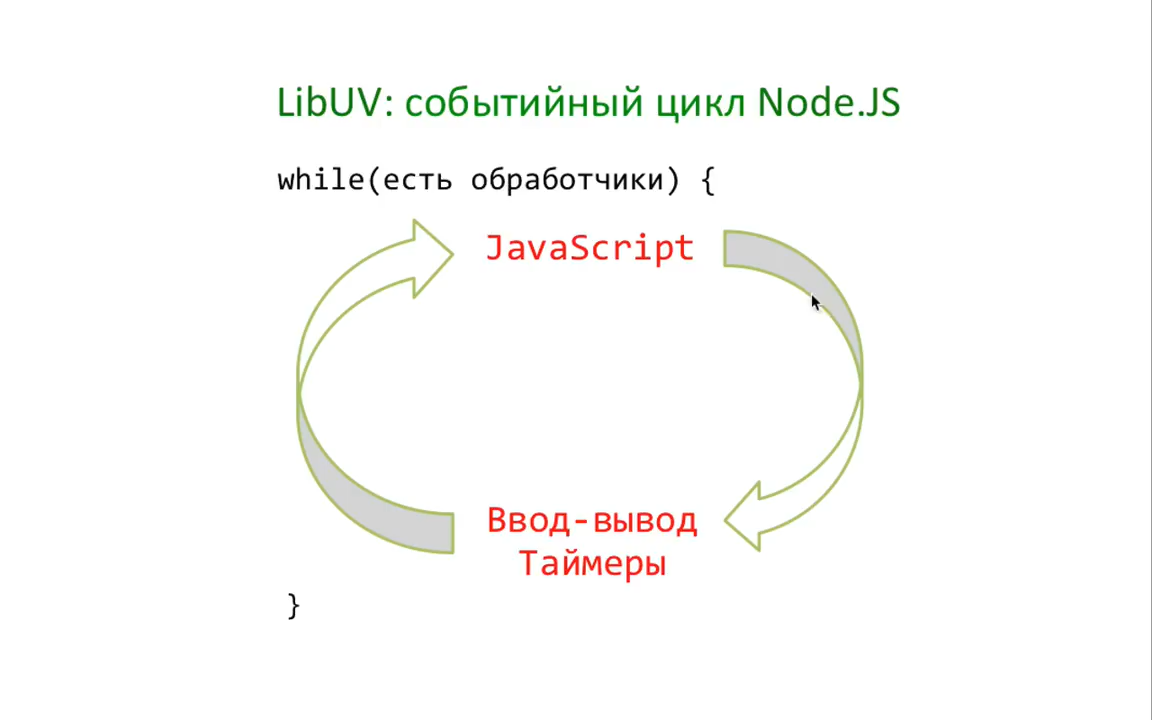 LibUV: событийный цикл Node.JS
while(есть обработчики) {
JavaScript
Ввод-вывод
Таймеры
}